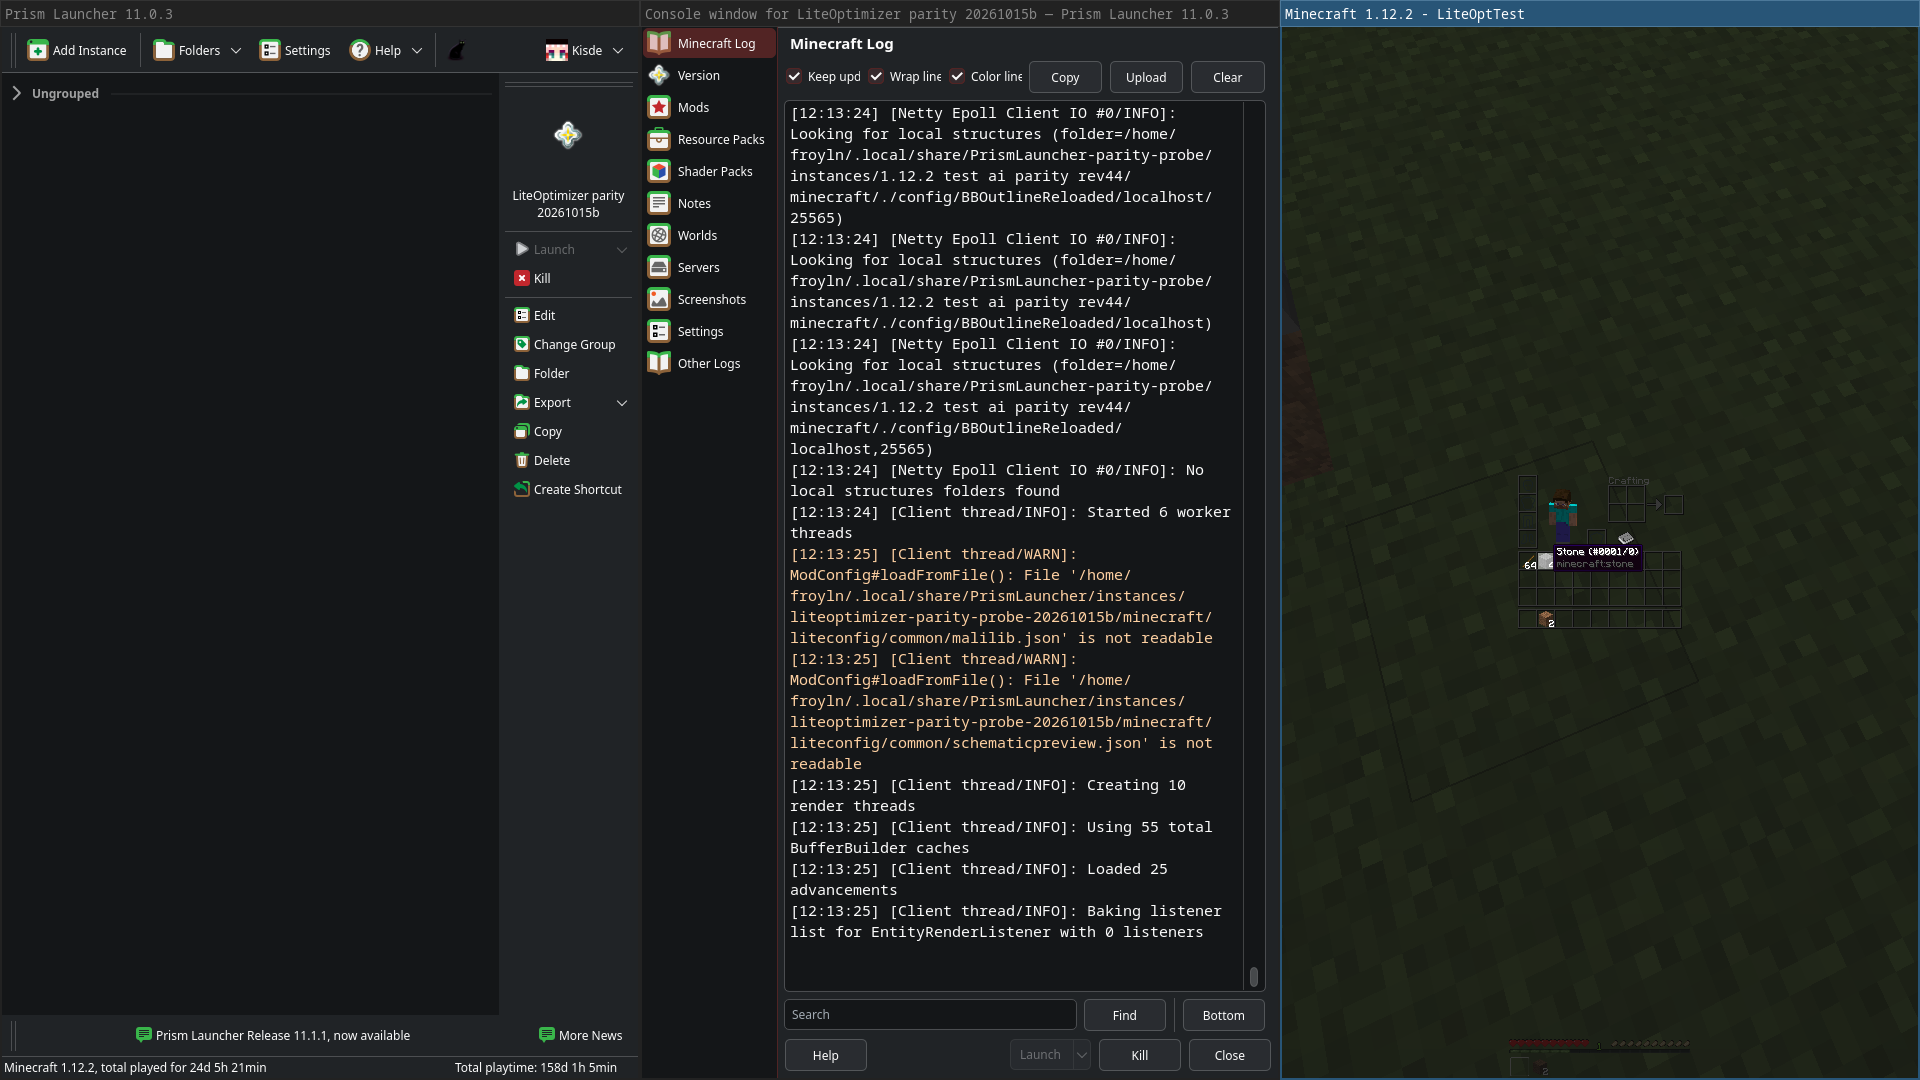 Prism Launcher 11.0.3
Add Instance
Folders
Settings
Help
Kisde
Ungrouped
LiteOptimizer parity
20261015b
Launch
Kill
Edit
Change Group
Folder
Export
Copy
Delete
Create Shortcut
Prism Launcher Release 11.1.1, now available
More News
Minecraft 1.12.2, total played for 24d 5h 21min
Total playtime: 158d 1h 5min
Console window for LiteOptimizer parity 20261015b — Prism Launcher 11.0.3
Minecraft Log
Version
Mods
Resource Packs
Shader Packs
Notes
Worlds
Servers
Screenshots
Settings
Other Logs
Minecraft Log
Keep upd
Wrap line
Color line
Copy
Upload
Clear
[12:13:24] [Netty Epoll Client IO #0/INFO]:
Looking for local structures (folder=/home/
froyln/.local/share/PrismLauncher-parity-probe/
instances/1.12.2 test ai parity rev44/
minecraft/./config/BBOutlineReloaded/localhost/
25565)
[12:13:24] [Netty Epoll Client IO #0/INFO]:
Looking for local structures (folder=/home/
froyln/.local/share/PrismLauncher-parity-probe/
instances/1.12.2 test ai parity rev44/
minecraft/./config/BBOutlineReloaded/localhost)
[12:13:24] [Netty Epoll Client IO #0/INFO]:
Looking for local structures (folder=/home/
froyln/.local/share/PrismLauncher-parity-probe/
instances/1.12.2 test ai parity rev44/
minecraft/./config/BBOutlineReloaded/
localhost,25565)
[12:13:24] [Netty Epoll Client IO #0/INFO]: No
local structures folders found
[12:13:24] [Client thread/INFO]: Started 6 worker
threads
[12:13:25] [Client thread/WARN]:
ModConfig#loadFromFile(): File '/home/
froyln/.local/share/PrismLauncher/instances/
liteoptimizer-parity-probe-20261015b/minecraft/
liteconfig/common/malilib.json' is not readable
[12:13:25] [Client thread/WARN]:
ModConfig#loadFromFile(): File '/home/
froyln/.local/share/PrismLauncher/instances/
liteoptimizer-parity-probe-20261015b/minecraft/
liteconfig/common/schematicpreview.json' is not
readable
[12:13:25] [Client thread/INFO]: Creating 10
render threads
[12:13:25] [Client thread/INFO]: Using 55 total
BufferBuilder caches
[12:13:25] [Client thread/INFO]: Loaded 25
advancements
[12:13:25] [Client thread/INFO]: Baking listener
list for EntityRenderListener with 0 listeners
Search
Find
Bottom
Help
Launch
Kill
Close
Minecraft 1.12.2 - LiteOptTest
Crafting
Stone (#0001/0)
minecraft:stone
64
2
2